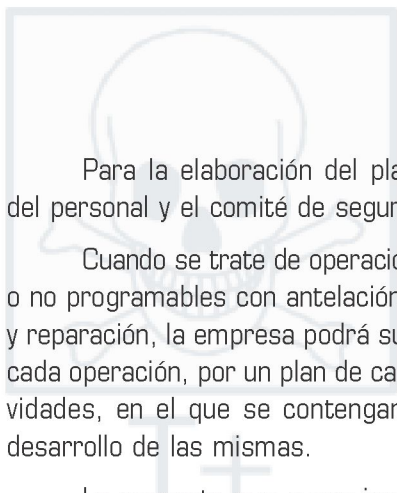 Para la elaboración del pla
del personal y el comité de segur
Cuando se trate de operacio
o no programables con antelación
y reparación, la empresa podrá su
cada operación, por un plan de ca
vidades, en el que se contengan
desarrollo de las mismas.
T+